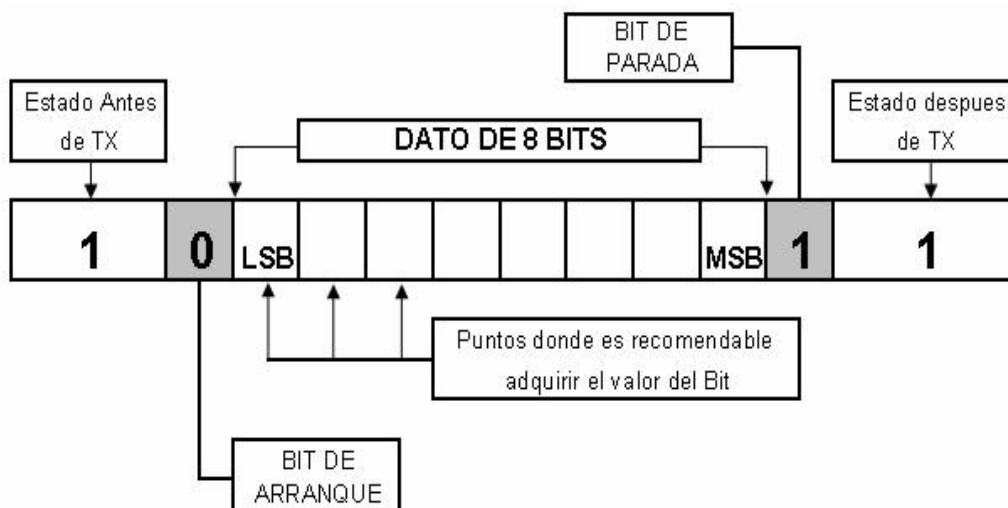 BIT DE
PARADA
Estado Antes
de TX
Estado despues
de TX
DATO DE 8 BITS
1 0 LSB MSB 1 1
Puntos donde es recomendable
adquirir el valor del Bit
BIT DE
ARRANQUE